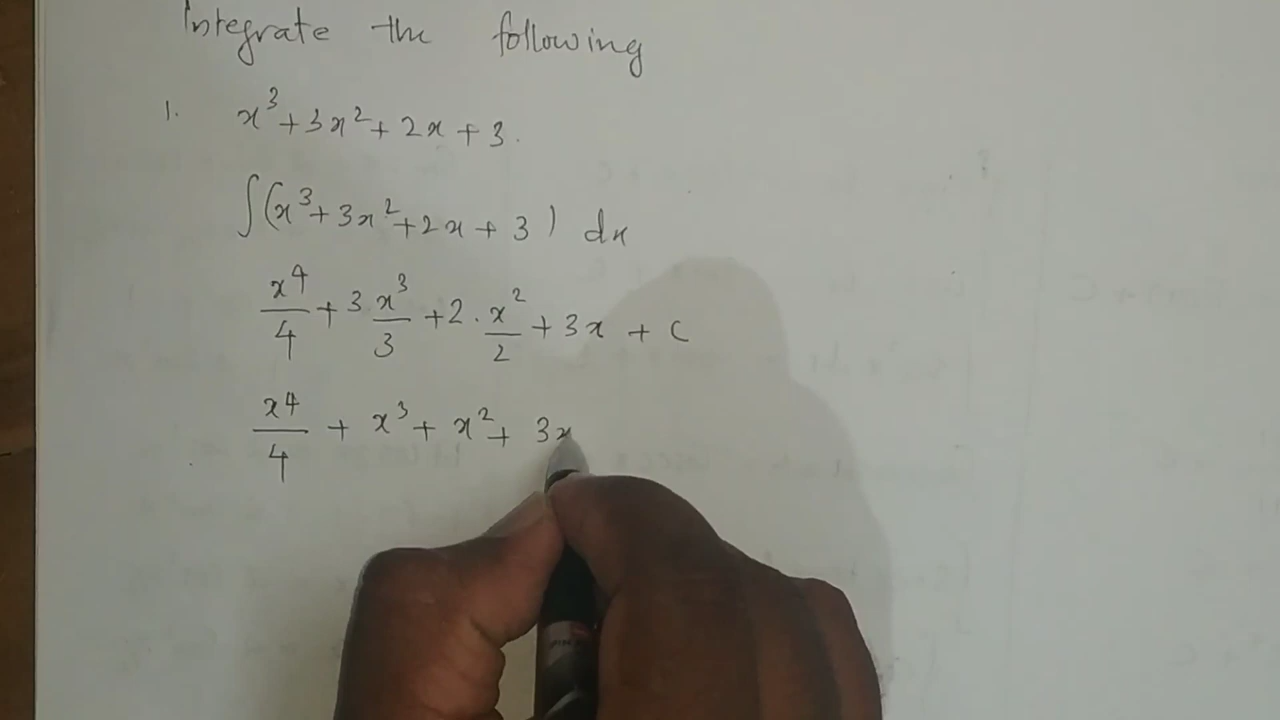 Integrate the following
1. x³+3x²+2x+3.
∫(x³+3x²+2x+3) dx
x⁴/4 + 3 x³/3 + 2·x²/2 + 3x + C
x⁴/4 + x³ + x² + 3x